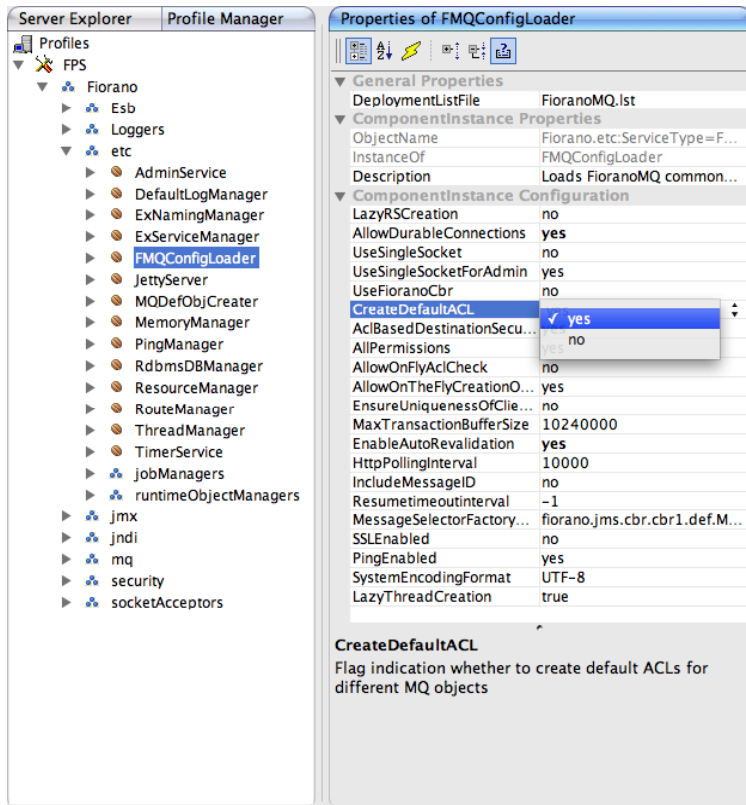 Server Explorer
Profile Manager
Profiles
FPS
Fiorano
Esb
Loggers
etc
AdminService
DefaultLogManager
ExNamingManager
ExServiceManager
FMQConfigLoader
JettyServer
MQDefObjCreater
MemoryManager
PingManager
RdbmsDBManager
ResourceManager
RouteManager
ThreadManager
TimerService
jobManagers
runtimeObjectManagers
jmx
jndi
mq
security
socketAcceptors
Properties of FMQConfigLoader
General Properties
DeploymentListFile FioranoMQ.lst
ComponentInstance Properties
ObjectName Fiorano.etc:ServiceType=F...
InstanceOf FMQConfigLoader
Description Loads FioranoMQ common...
ComponentInstance Configuration
LazyRSCreation no
AllowDurableConnections yes
UseSingleSocket no
UseSingleSocketForAdmin yes
UseFioranoCbr no
CreateDefaultACL
✓ yes
no
AclBasedDestinationSecu...
AllPermissions yes
AllowOnFlyAclCheck no
AllowOnTheFlyCreationO... yes
EnsureUniquenessOfClie... no
MaxTransactionBufferSize 10240000
EnableAutoRevalidation yes
HttpPollingInterval 10000
IncludeMessageID no
Resumetimeoutinterval -1
MessageSelectorFactory... fiorano.jms.cbr.cbr1.def.M...
SSLEnabled no
PingEnabled yes
SystemEncodingFormat UTF-8
LazyThreadCreation true
CreateDefaultACL
Flag indication whether to create default ACLs for
different MQ objects